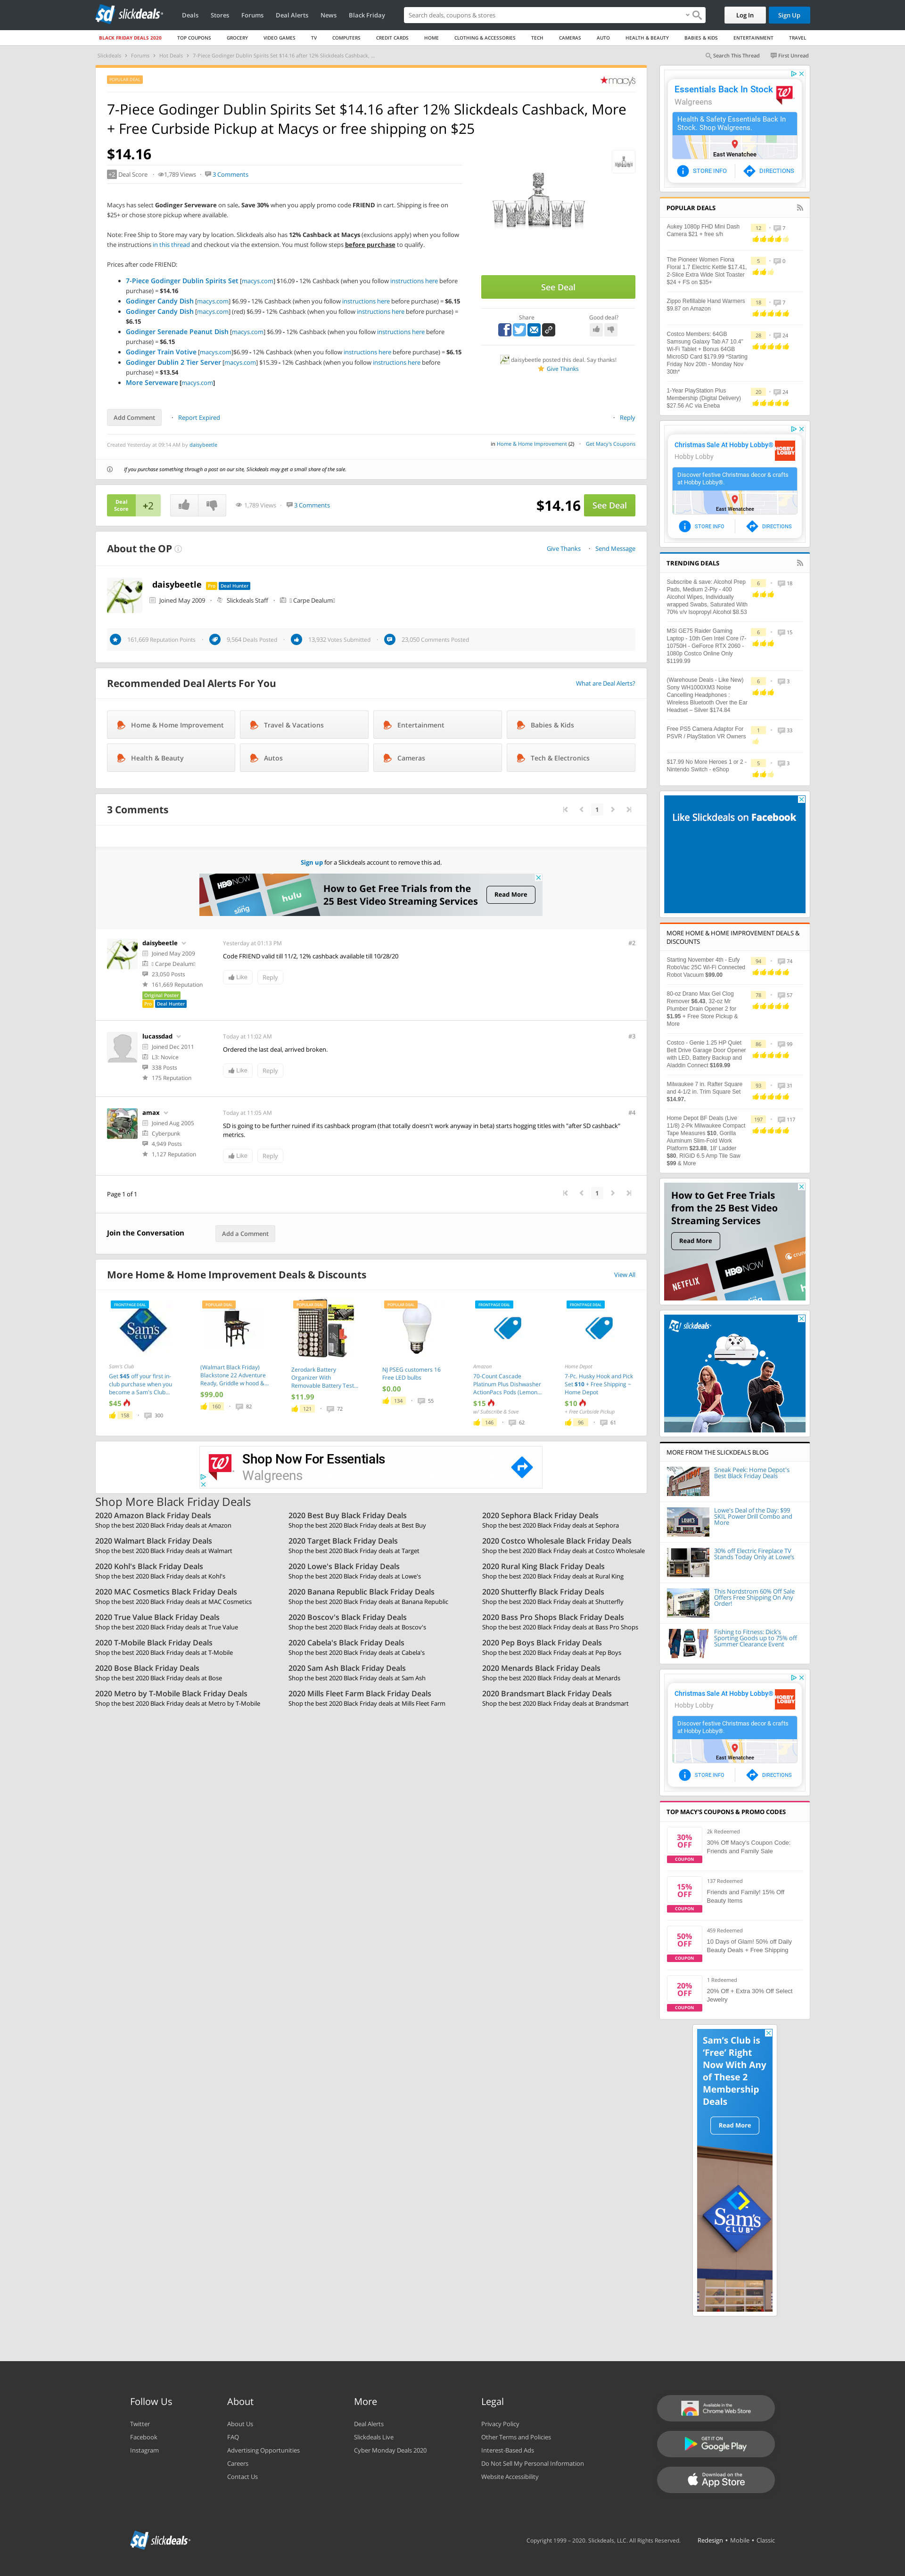 slickdeals
Deals Stores Forums Deal Alerts News Black Friday
Search deals, coupons & stores
Log In Sign Up
BLACK FRIDAY DEALS 2020 TOP COUPONS GROCERY VIDEO GAMES TV COMPUTERS CREDIT CARDS HOME CLOTHING & ACCESSORIES TECH CAMERAS AUTO HEALTH & BEAUTY BABIES & KIDS ENTERTAINMENT TRAVEL
Slickdeals Forums Hot Deals 7-Piece Godinger Dublin Spirits Set $14.16 after 12% Slickdeals Cashback, ...
Search This Thread First Unread
POPULAR DEAL
macys
7-Piece Godinger Dublin Spirits Set $14.16 after 12% Slickdeals Cashback, More
+ Free Curbside Pickup at Macys or free shipping on $25
$14.16
+2 Deal Score 1,789 Views 3 Comments
Macys has select Godinger Serveware on sale. Save 30% when you apply promo code FRIEND in cart. Shipping is free on
$25+ or chose store pickup where available.
Note: Free Ship to Store may vary by location. Slickdeals also has 12% Cashback at Macys (exclusions apply) when you follow
the instructions in this thread and checkout via the extension. You must follow steps before purchase to qualify.
Prices after code FRIEND:
7-Piece Godinger Dublin Spirits Set [macys.com] $16.09 - 12% Cashback (when you follow instructions here before
purchase) = $14.16
Godinger Candy Dish [macys.com] $6.99 - 12% Cashback (when you follow instructions here before purchase) = $6.15
Godinger Candy Dish [macys.com] (red) $6.99 - 12% Cashback (when you follow instructions here before purchase) =
$6.15
Godinger Serenade Peanut Dish [macys.com] $6.99 - 12% Cashback (when you follow instructions here before
purchase) = $6.15
Godinger Train Votive [macys.com]$6.99 - 12% Cashback (when you follow instructions here before purchase) = $6.15
Godinger Dublin 2 Tier Server [macys.com] $15.39 - 12% Cashback (when you follow instructions here before
purchase) = $13.54
More Serveware [macys.com]
See Deal
Share Good deal?
daisybeetle posted this deal. Say thanks!
Give Thanks
Add Comment Report Expired Reply
Created Yesterday at 09:14 AM by daisybeetle
in Home & Home Improvement (2) Get Macy's Coupons
If you purchase something through a post on our site, Slickdeals may get a small share of the sale.
Deal
Score
+2
1,789 Views 3 Comments
$14.16 See Deal
About the OP
Give Thanks Send Message
daisybeetle Pro Deal Hunter
Joined May 2009 Slickdeals Staff Carpe Dealum
161,669 Reputation Points 9,564 Deals Posted 13,932 Votes Submitted 23,050 Comments Posted
Recommended Deal Alerts For You
What are Deal Alerts?
Home & Home Improvement Travel & Vacations Entertainment Babies & Kids
Health & Beauty Autos Cameras Tech & Electronics
3 Comments
1
Sign up for a Slickdeals account to remove this ad.
HBO NOW hulu sling
How to Get Free Trials from the
25 Best Video Streaming Services
Read More
daisybeetle
Joined May 2009
Carpe Dealum
23,050 Posts
161,669 Reputation
Original Poster
Pro Deal Hunter
Yesterday at 01:13 PM #2
Code FRIEND valid till 11/2, 12% cashback available till 10/28/20
Like Reply
lucassdad
Joined Dec 2011
L3: Novice
338 Posts
175 Reputation
Today at 11:02 AM #3
Ordered the last deal, arrived broken.
Like Reply
amax
Joined Aug 2005
Cyberpunk
4,949 Posts
1,127 Reputation
Today at 11:05 AM #4
SD is going to be further ruined if its cashback program (that totally doesn't work anyway in beta) starts hogging titles with "after SD cashback"
metrics.
Like Reply
Page 1 of 1
1
Join the Conversation Add a Comment
More Home & Home Improvement Deals & Discounts
View All
FRONTPAGE DEAL
Sam's Club
Sam's Club
Get $45 off your first in-
club purchase when you
become a Sam's Club...
$45
158 300
POPULAR DEAL
(Walmart Black Friday)
Blackstone 22 Adventure
Ready, Griddle w hood &...
$99.00
160 82
POPULAR DEAL
Zerodark Battery
Organizer With
Removable Battery Test...
$11.99
121 72
POPULAR DEAL
NJ PSEG customers 16
Free LED bulbs
$0.00
134 55
FRONTPAGE DEAL
Amazon
70-Count Cascade
Platinum Plus Dishwasher
ActionPacs Pods (Lemon...
$15
w/ Subscribe & Save
146 62
FRONTPAGE DEAL
Home Depot
7-Pc. Husky Hook and Pick
Set $10 + Free Shipping ~
Home Depot
$10
+ Free Curbside Pickup
96 61
Shop Now For Essentials
Walgreens
Shop More Black Friday Deals
2020 Amazon Black Friday Deals
Shop the best 2020 Black Friday deals at Amazon
2020 Best Buy Black Friday Deals
Shop the best 2020 Black Friday deals at Best Buy
2020 Sephora Black Friday Deals
Shop the best 2020 Black Friday deals at Sephora
2020 Walmart Black Friday Deals
Shop the best 2020 Black Friday deals at Walmart
2020 Target Black Friday Deals
Shop the best 2020 Black Friday deals at Target
2020 Costco Wholesale Black Friday Deals
Shop the best 2020 Black Friday deals at Costco Wholesale
2020 Kohl's Black Friday Deals
Shop the best 2020 Black Friday deals at Kohl's
2020 Lowe's Black Friday Deals
Shop the best 2020 Black Friday deals at Lowe's
2020 Rural King Black Friday Deals
Shop the best 2020 Black Friday deals at Rural King
2020 MAC Cosmetics Black Friday Deals
Shop the best 2020 Black Friday deals at MAC Cosmetics
2020 Banana Republic Black Friday Deals
Shop the best 2020 Black Friday deals at Banana Republic
2020 Shutterfly Black Friday Deals
Shop the best 2020 Black Friday deals at Shutterfly
2020 True Value Black Friday Deals
Shop the best 2020 Black Friday deals at True Value
2020 Boscov's Black Friday Deals
Shop the best 2020 Black Friday deals at Boscov's
2020 Bass Pro Shops Black Friday Deals
Shop the best 2020 Black Friday deals at Bass Pro Shops
2020 T-Mobile Black Friday Deals
Shop the best 2020 Black Friday deals at T-Mobile
2020 Cabela's Black Friday Deals
Shop the best 2020 Black Friday deals at Cabela's
2020 Pep Boys Black Friday Deals
Shop the best 2020 Black Friday deals at Pep Boys
2020 Bose Black Friday Deals
Shop the best 2020 Black Friday deals at Bose
2020 Sam Ash Black Friday Deals
Shop the best 2020 Black Friday deals at Sam Ash
2020 Menards Black Friday Deals
Shop the best 2020 Black Friday deals at Menards
2020 Metro by T-Mobile Black Friday Deals
Shop the best 2020 Black Friday deals at Metro by T-Mobile
2020 Mills Fleet Farm Black Friday Deals
Shop the best 2020 Black Friday deals at Mills Fleet Farm
2020 Brandsmart Black Friday Deals
Shop the best 2020 Black Friday deals at Brandsmart
Essentials Back In Stock
Walgreens
Health & Safety Essentials Back In
Stock. Shop Walgreens.
East Wenatchee
STORE INFO DIRECTIONS
POPULAR DEALS
Aukey 1080p FHD Mini Dash
Camera $21 + free s/h
12 7
The Pioneer Women Fiona
Floral 1.7 Electric Kettle $17.41,
2-Slice Extra Wide Slot Toaster
$24 + FS on $35+
5 0
Zippo Refillable Hand Warmers
$9.87 on Amazon
18 7
Costco Members: 64GB
Samsung Galaxy Tab A7 10.4"
Wi-Fi Tablet + Bonus 64GB
MicroSD Card $179.99 *Starting
Friday Nov 20th - Monday Nov
30th*
28 24
1-Year PlayStation Plus
Membership (Digital Delivery)
$27.56 AC via Eneba
20 24
Christmas Sale At Hobby Lobby®
Hobby Lobby
HOBBY LOBBY
Discover festive Christmas decor & crafts
at Hobby Lobby®.
East Wenatchee
STORE INFO DIRECTIONS
TRENDING DEALS
Subscribe & save: Alcohol Prep
Pads, Medium 2-Ply - 400
Alcohol Wipes, Individually
wrapped Swabs, Saturated With
70% v/v Isopropyl Alcohol $8.53
6 18
MSI GE75 Raider Gaming
Laptop - 10th Gen Intel Core i7-
10750H - GeForce RTX 2060 -
1080p Costco Online Only
$1199.99
6 15
(Warehouse Deals - Like New)
Sony WH1000XM3 Noise
Cancelling Headphones :
Wireless Bluetooth Over the Ear
Headset – Silver $174.84
6 3
Free PS5 Camera Adaptor For
PSVR / PlayStation VR Owners
1 33
$17.99 No More Heroes 1 or 2 -
Nintendo Switch - eShop
5 3
Like Slickdeals on Facebook
MORE HOME & HOME IMPROVEMENT DEALS &
DISCOUNTS
Starting November 4th - Eufy
RoboVac 25C Wi-Fi Connected
Robot Vacuum $99.00
94 74
80-oz Drano Max Gel Clog
Remover $6.43, 32-oz Mr
Plumber Drain Opener 2 for
$1.95 + Free Store Pickup &
More
78 57
Costco - Genie 1.25 HP Quiet
Belt Drive Garage Door Opener
with LED, Battery Backup and
Aladdin Connect $169.99
86 99
Milwaukee 7 in. Rafter Square
and 4-1/2 in. Trim Square Set
$14.97.
93 31
Home Depot BF Deals (Live
11/8) 2-Pk Milwaukee Compact
Tape Measures $10, Gorilla
Aluminum Slim-Fold Work
Platform $23.88, 18' Ladder
$80, RIGID 6.5 Amp Tile Saw
$99 & More
197 117
How to Get Free Trials
from the 25 Best Video
Streaming Services
Read More
NETFLIX HBO NOW sling hulu
slickdeals
MORE FROM THE SLICKDEALS BLOG
Sneak Peek: Home Depot's
Best Black Friday Deals
Lowe's Deal of the Day: $99
SKIL Power Drill Combo and
More
30% off Electric Fireplace TV
Stands Today Only at Lowe's
This Nordstrom 60% Off Sale
Offers Free Shipping On Any
Order!
Fishing to Fitness: Dick's
Sporting Goods up to 75% off
Summer Clearance Event
Christmas Sale At Hobby Lobby®
Hobby Lobby
HOBBY LOBBY
Discover festive Christmas decor & crafts
at Hobby Lobby®.
East Wenatchee
STORE INFO DIRECTIONS
TOP MACY'S COUPONS & PROMO CODES
30%
OFF
COUPON
2k Redeemed
30% Off Macy's Coupon Code:
Friends and Family Sale
15%
OFF
COUPON
137 Redeemed
Friends and Family! 15% Off
Beauty Items
50%
OFF
COUPON
459 Redeemed
10 Days of Glam! 50% off Daily
Beauty Deals + Free Shipping
20%
OFF
COUPON
1 Redeemed
20% Off + Extra 30% Off Select
Jewelry
Sam's Club is
'Free' Right
Now With Any
of These 2
Membership
Deals
Read More
Sam's
CLUB
Follow Us
Twitter
Facebook
Instagram
About
About Us
FAQ
Advertising Opportunities
Careers
Contact Us
More
Deal Alerts
Slickdeals Live
Cyber Monday Deals 2020
Legal
Privacy Policy
Other Terms and Policies
Interest-Based Ads
Do Not Sell My Personal Information
Website Accessibility
Available in the
Chrome Web Store
GET IT ON
Google Play
Download on the
App Store
slickdeals
Copyright 1999 – 2020. Slickdeals, LLC. All Rights Reserved. Redesign • Mobile • Classic